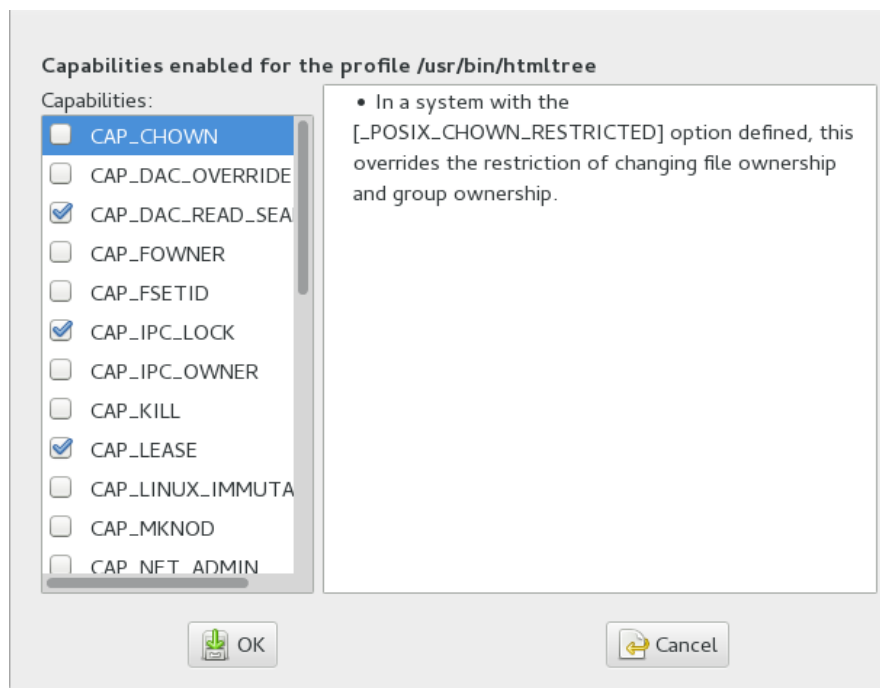 Capabilities enabled for the profile /usr/bin/htmltree
Capabilities:
CAP_CHOWN
CAP_DAC_OVERRIDE
CAP_DAC_READ_SEA
CAP_FOWNER
CAP_FSETID
CAP_IPC_LOCK
CAP_IPC_OWNER
CAP_KILL
CAP_LEASE
CAP_LINUX_IMMUTA
CAP_MKNOD
CAP_NET_ADMIN
• In a system with the
[_POSIX_CHOWN_RESTRICTED] option defined, this
overrides the restriction of changing file ownership
and group ownership.
OK
Cancel